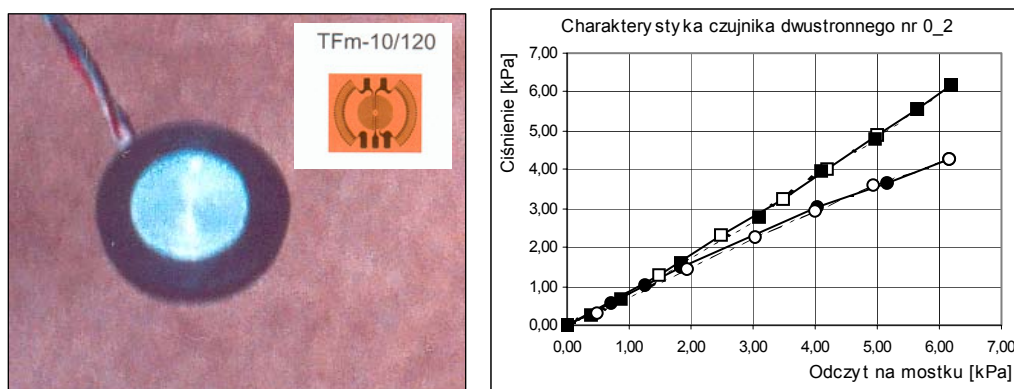 TFm-10/120
Charakterystyka czujnika dwustronnego nr 0_2
Ciśnienie [kPa]
7,00
6,00
5,00
4,00
3,00
2,00
1,00
0,00
0,00 1,00 2,00 3,00 4,00 5,00 6,00 7,00
Odczyt na mostku [kPa]